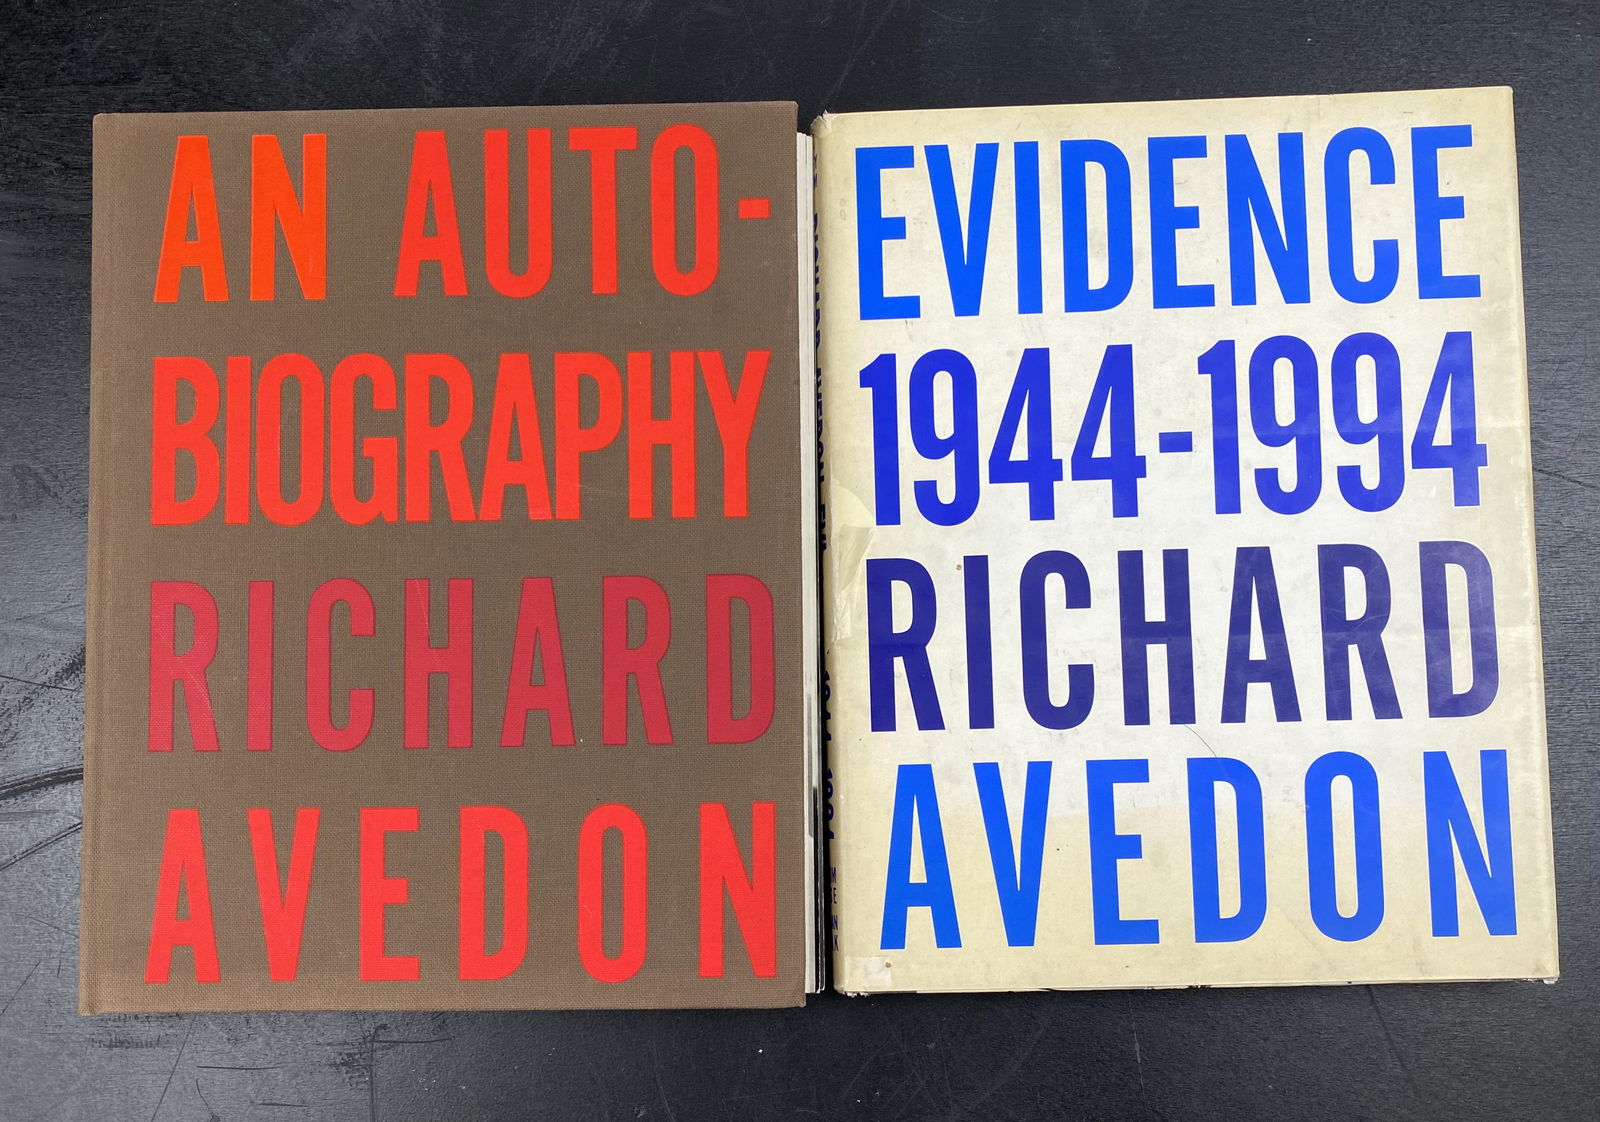 AN AUTO-
BIOGRAPHY
RICHARD
AVEDON
EVIDENCE
1944-1994
RICHARD
AVEDON